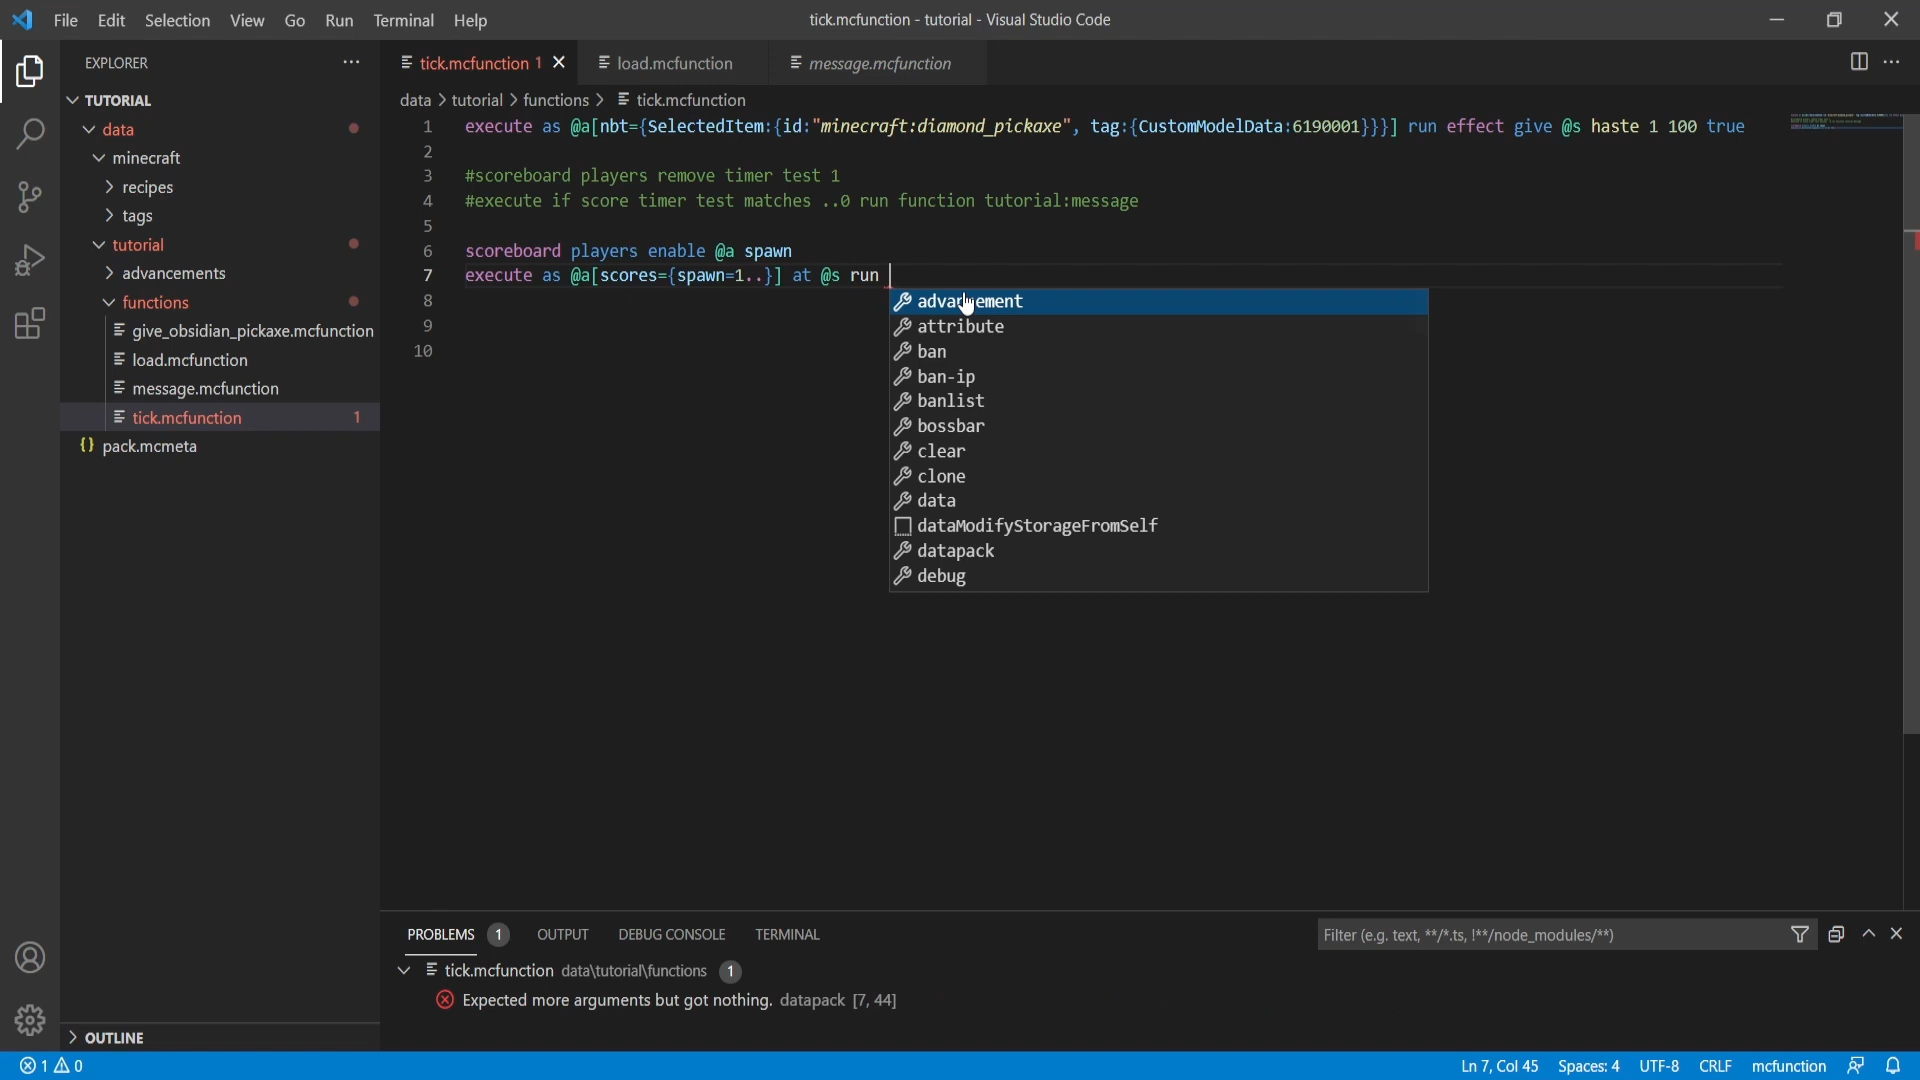 File Edit Selection View Go Run Terminal Help
tick.mcfunction - tutorial - Visual Studio Code
EXPLORER
TUTORIAL
data
minecraft
recipes
tags
tutorial
advancements
functions
give_obsidian_pickaxe.mcfunction
load.mcfunction
message.mcfunction
tick.mcfunction 1
pack.mcmeta
OUTLINE
tick.mcfunction 1 load.mcfunction message.mcfunction
data > tutorial > functions > tick.mcfunction
1 execute as @a[nbt={SelectedItem:{id:"minecraft:diamond_pickaxe", tag:{CustomModelData:6190001}}}] run effect give @s haste 1 100 true
2
3 #scoreboard players remove timer test 1
4 #execute if score timer test matches ..0 run function tutorial:message
5
6 scoreboard players enable @a spawn
7 execute as @a[scores={spawn=1..}] at @s run
8
9
10
advancement
attribute
ban
ban-ip
banlist
bossbar
clear
clone
data
dataModifyStorageFromSelf
datapack
debug
PROBLEMS 1 OUTPUT DEBUG CONSOLE TERMINAL
Filter (e.g. text, **/*.ts, !**/node_modules/**)
tick.mcfunction data\tutorial\functions 1
Expected more arguments but got nothing. datapack [7, 44]
1 0
Ln 7, Col 45 Spaces: 4 UTF-8 CRLF mcfunction